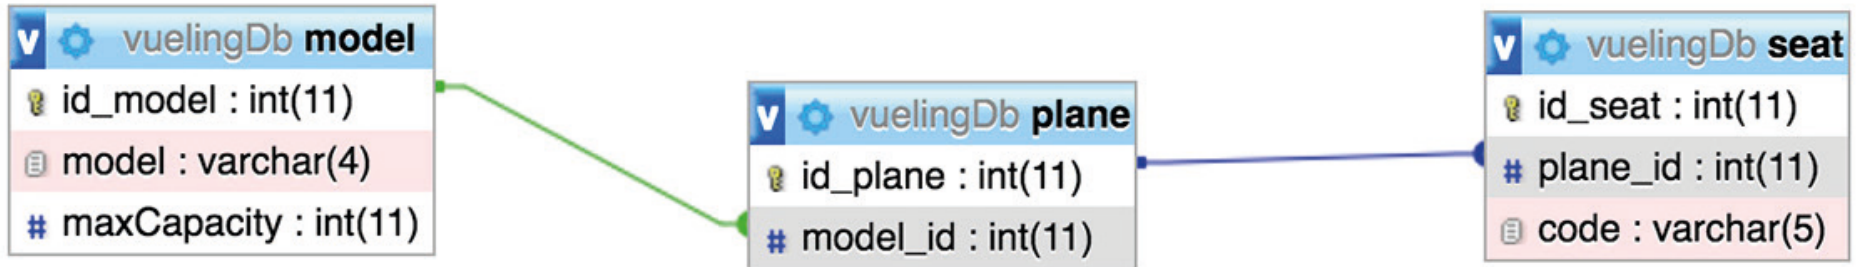 v vuelingDb model
id_model : int(11)
model : varchar(4)
# maxCapacity : int(11)
v vuelingDb plane
id_plane : int(11)
# model_id : int(11)
v vuelingDb seat
id_seat : int(11)
# plane_id : int(11)
code : varchar(5)